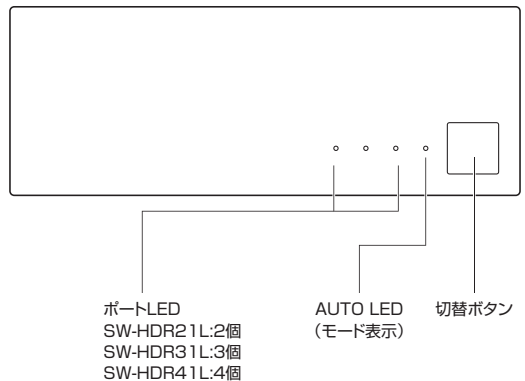 ポートLED
SW-HDR21L:2個
SW-HDR31L:3個
SW-HDR41L:4個
AUTO LED
（モード表示）
切替ボタン